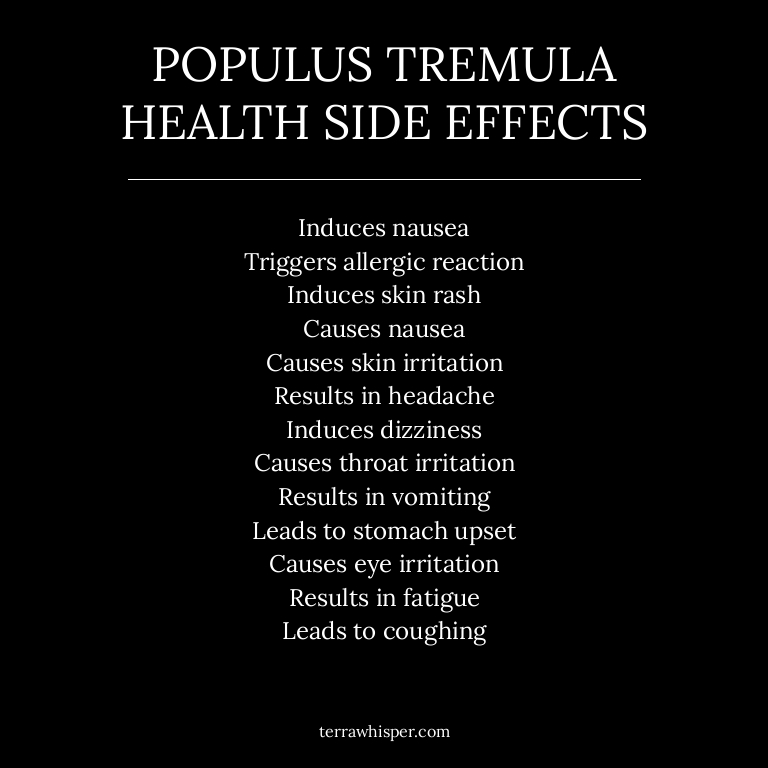 POPULUS TREMULA
HEALTH SIDE EFFECTS
Induces nausea
Triggers allergic reaction
Induces skin rash
Causes nausea
Causes skin irritation
Results in headache
Induces dizziness
Causes throat irritation
Results in vomiting
Leads to stomach upset
Causes eye irritation
Results in fatigue
Leads to coughing
terrawhisper.com